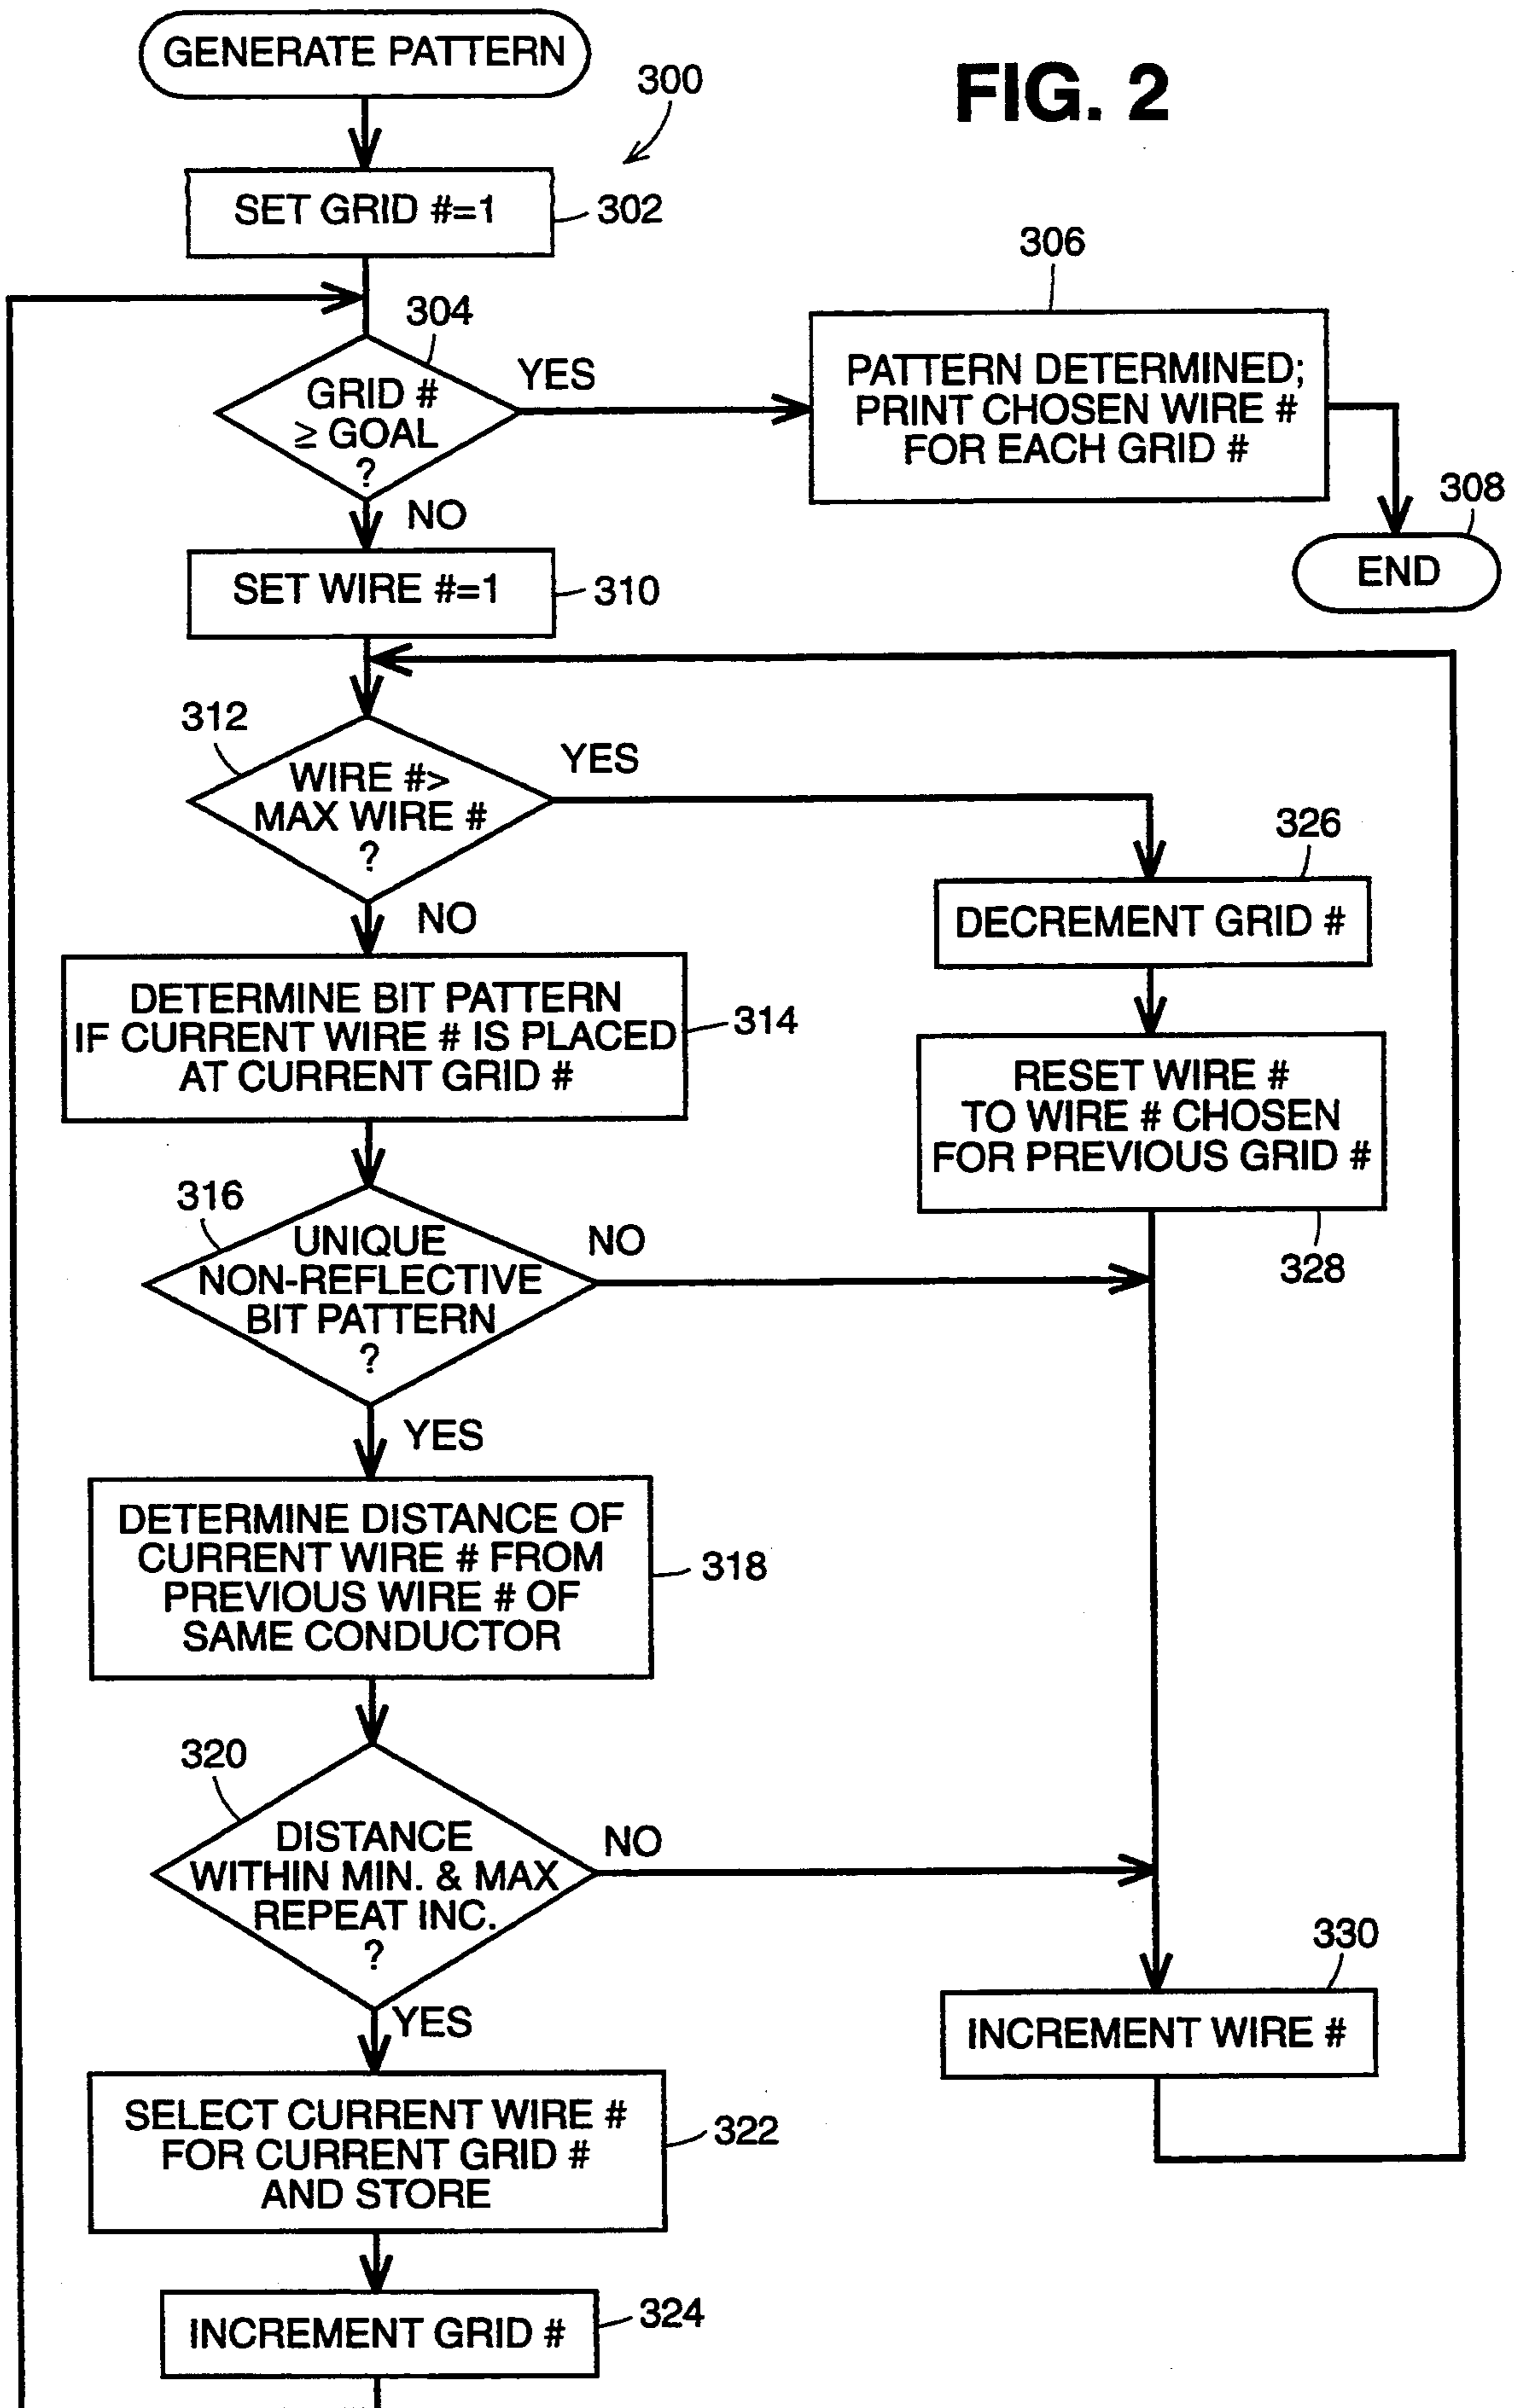 GENERATE PATTERN
300
FIG. 2
SET GRID #=1
302
304
GRID #
≥ GOAL
?
YES
306
PATTERN DETERMINED;
PRINT CHOSEN WIRE #
FOR EACH GRID #
308
END
NO
SET WIRE #=1
310
312
WIRE #>
MAX WIRE #
?
YES
326
DECREMENT GRID #
NO
DETERMINE BIT PATTERN
IF CURRENT WIRE # IS PLACED
AT CURRENT GRID #
314
RESET WIRE #
TO WIRE # CHOSEN
FOR PREVIOUS GRID #
328
316
UNIQUE
NON-REFLECTIVE
BIT PATTERN
?
NO
YES
DETERMINE DISTANCE OF
CURRENT WIRE # FROM
PREVIOUS WIRE # OF
SAME CONDUCTOR
318
320
DISTANCE
WITHIN MIN. & MAX
REPEAT INC.
?
NO
330
INCREMENT WIRE #
YES
SELECT CURRENT WIRE #
FOR CURRENT GRID #
AND STORE
322
INCREMENT GRID #
324